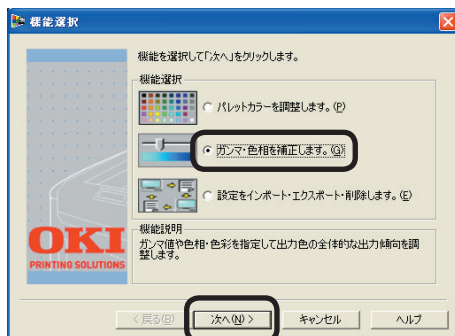 機能選択
機能を選択して「次へ」をクリックします。
機能選択
パレットカラーを調整します。(P)
ガンマ・色相を補正します。(G)
設定をインポート・エクスポート・削除します。(E)
機能説明
ガンマ値や色相・色彩を指定して出力色の全体的な出力傾向を調
整します。
OKI
PRINTING SOLUTIONS
< 戻る(B)
次へ(N) >
キャンセル
ヘルプ